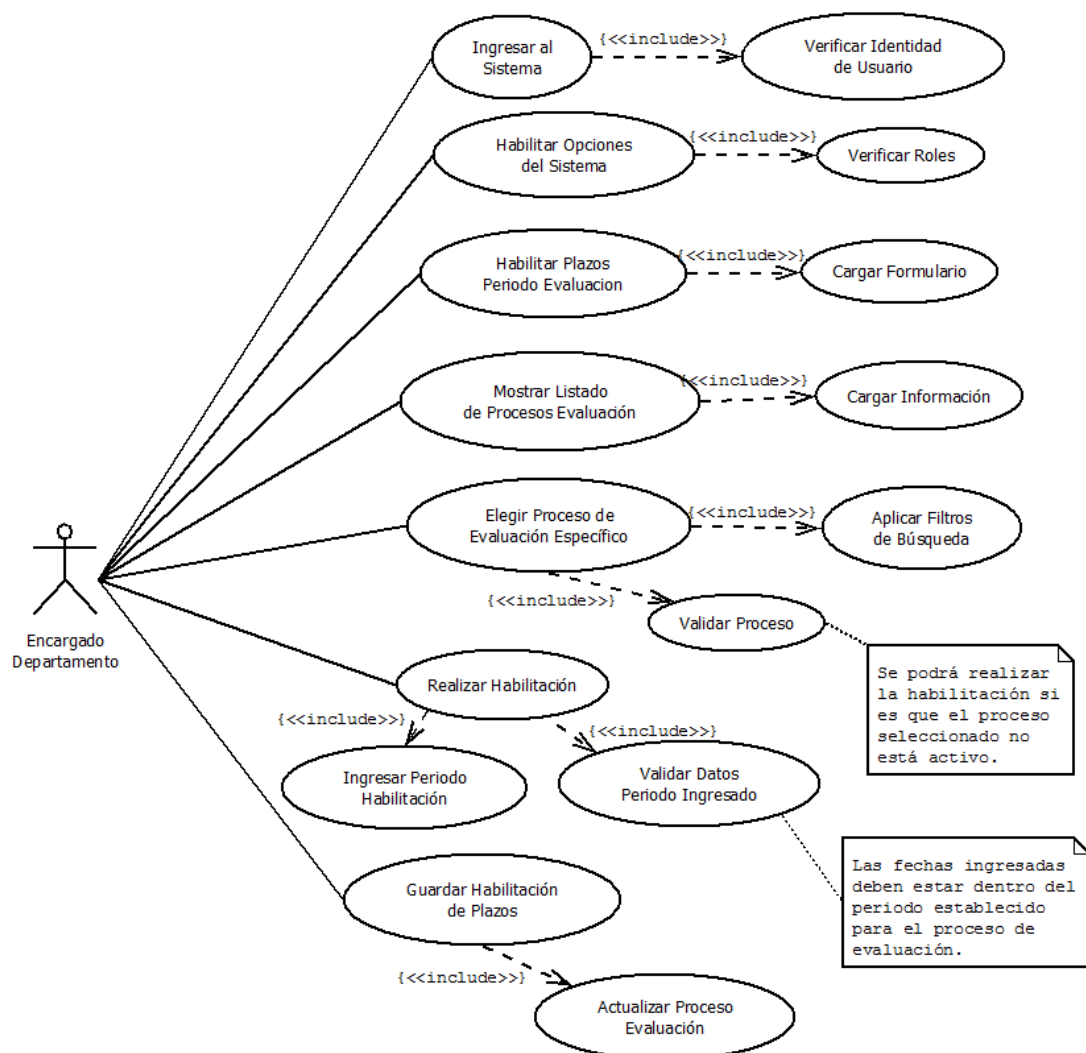 Ingresar al
Sistema
{<<include>>}
Verificar Identidad
de Usuario
Habilitar Opciones
del Sistema
{<<include>>}
Verificar Roles
Habilitar Plazos
Periodo Evaluacion
{<<include>>}
Cargar Formulario
Mostrar Listado
de Procesos Evaluación
{<<include>>}
Cargar Información
Elegir Proceso de
Evaluación Específico
{<<include>>}
Aplicar Filtros
de Búsqueda
{<<include>>}
Validar Proceso
Encargado
Departamento
Se podrá realizar
la habilitación si
es que el proceso
seleccionado no
está activo.
Realizar Habilitación
{<<include>>}
{<<include>>}
Ingresar Periodo
Habilitación
Validar Datos
Periodo Ingresado
Las fechas ingresadas
deben estar dentro del
periodo establecido
para el proceso de
evaluación.
Guardar Habilitación
de Plazos
{<<include>>}
Actualizar Proceso
Evaluación